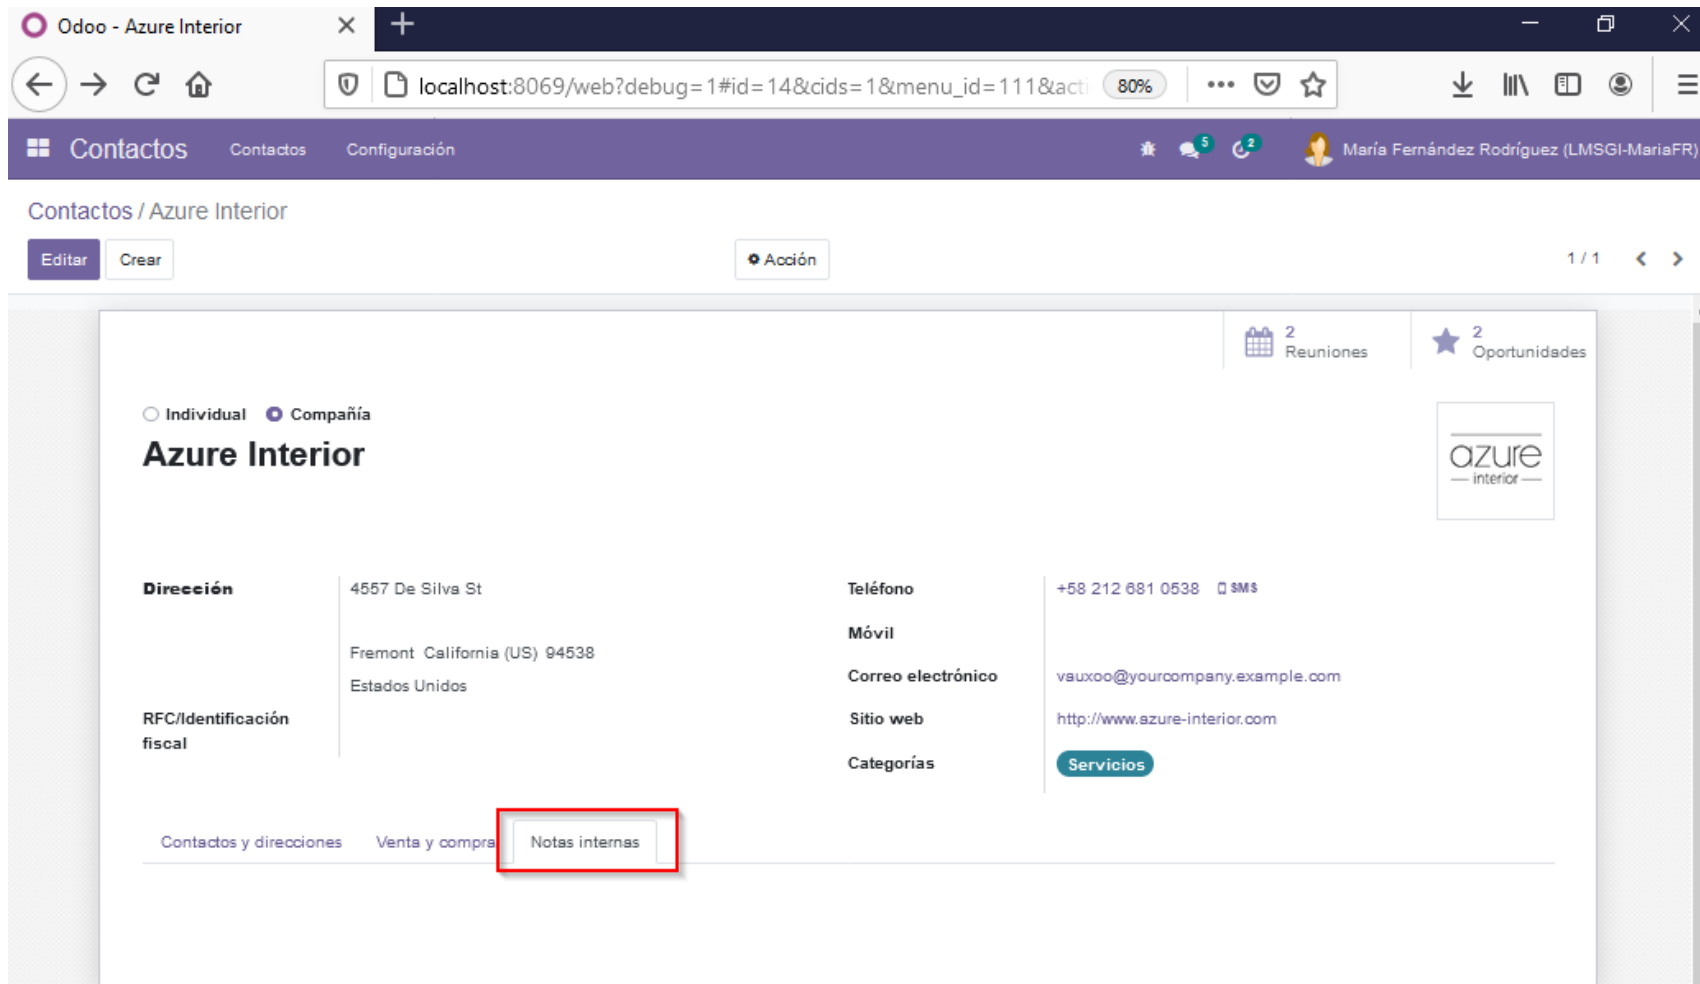 Odoo - Azure Interior
localhost:8069/web?debug=1#id=14&cids=1&menu_id=111&acti 80%
Contactos Contactos Configuración 5 2 María Fernández Rodríguez (LMSGI-MariaFR)
Contactos / Azure Interior
Editar Crear Acción 1 / 1
2 Reuniones
2 Oportunidades
Individual Compañía
Azure Interior
azure
interior
Dirección 4557 De Silva St
Fremont California (US) 94538
Estados Unidos
RFC/Identificación
fiscal
Teléfono +58 212 681 0538 SMS
Móvil
Correo electrónico vauxoo@yourcompany.example.com
Sitio web http://www.azure-interior.com
Categorías Servicios
Contactos y direcciones Venta y compra Notas internas